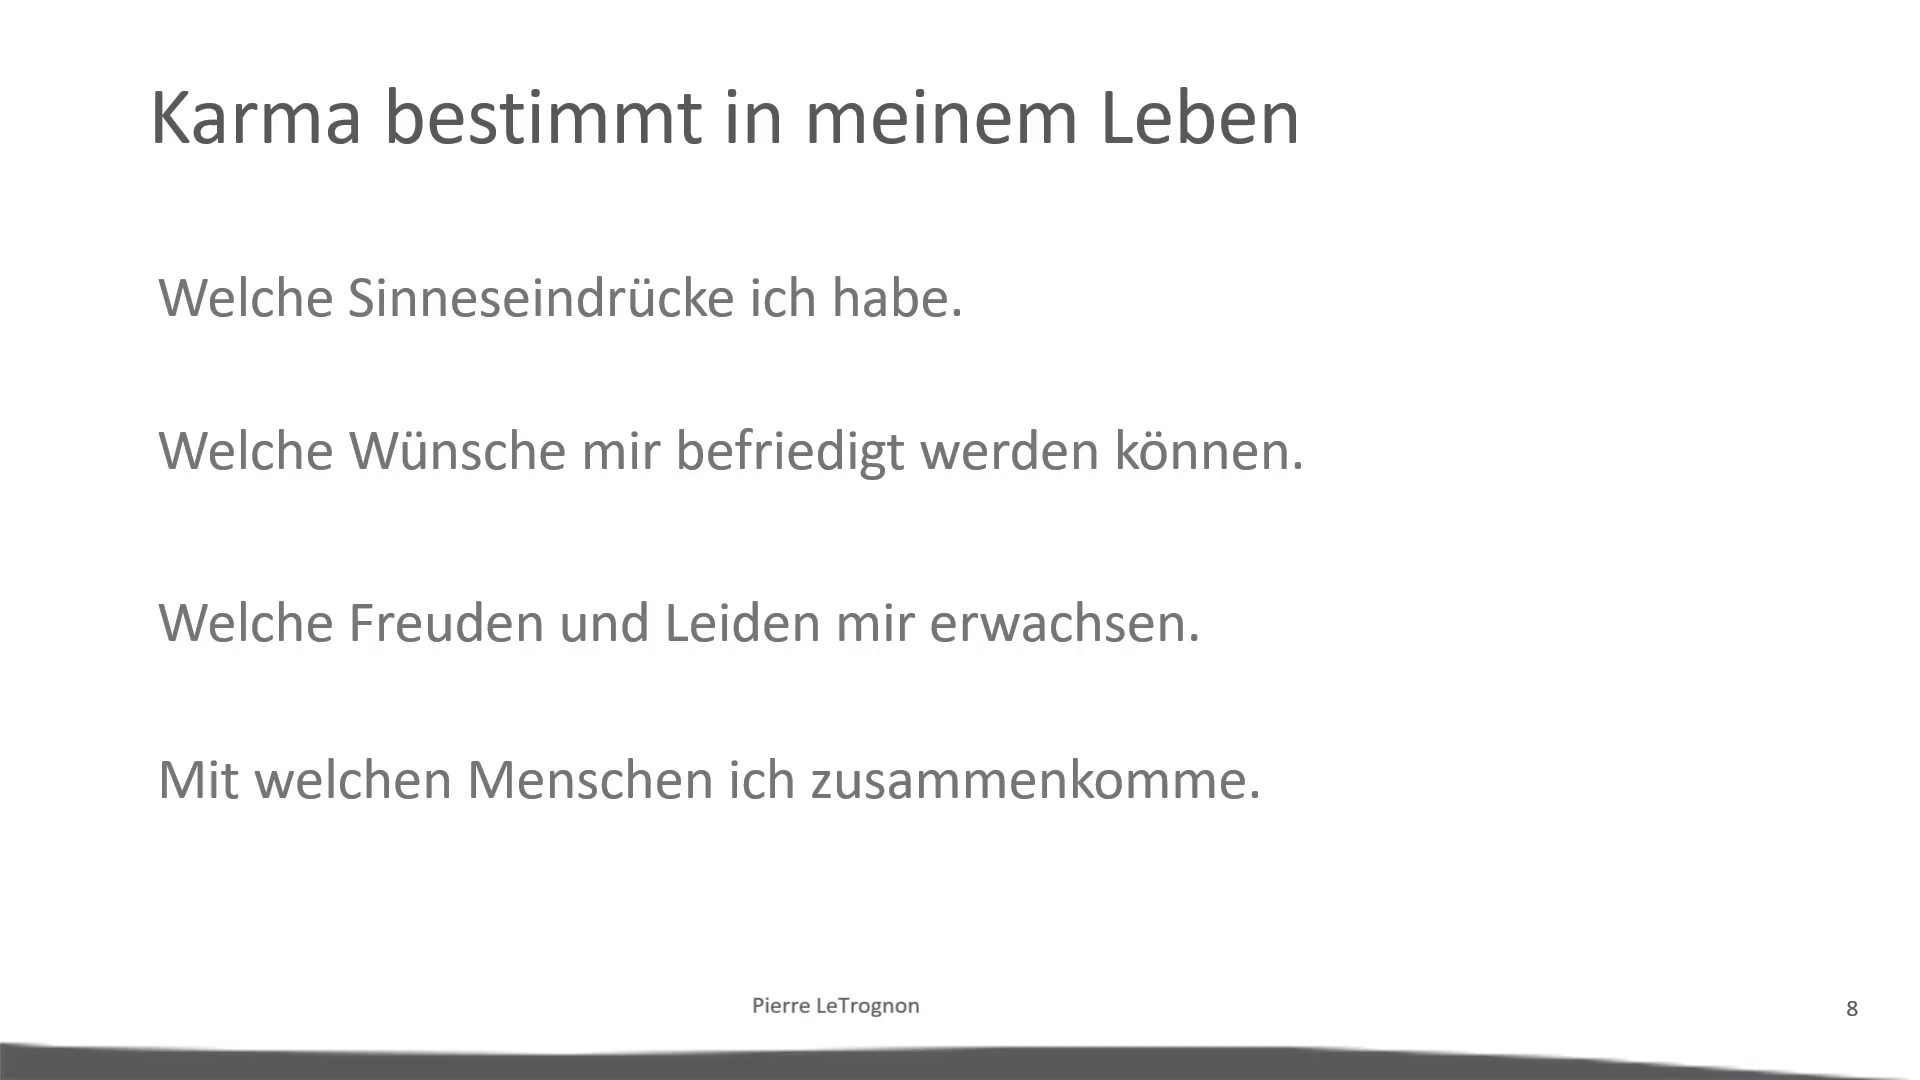 Karma bestimmt in meinem Leben
Welche Sinneseindrücke ich habe.
Welche Wünsche mir befriedigt werden können.
Welche Freuden und Leiden mir erwachsen.
Mit welchen Menschen ich zusammenkomme.
Pierre LeTrognon
8